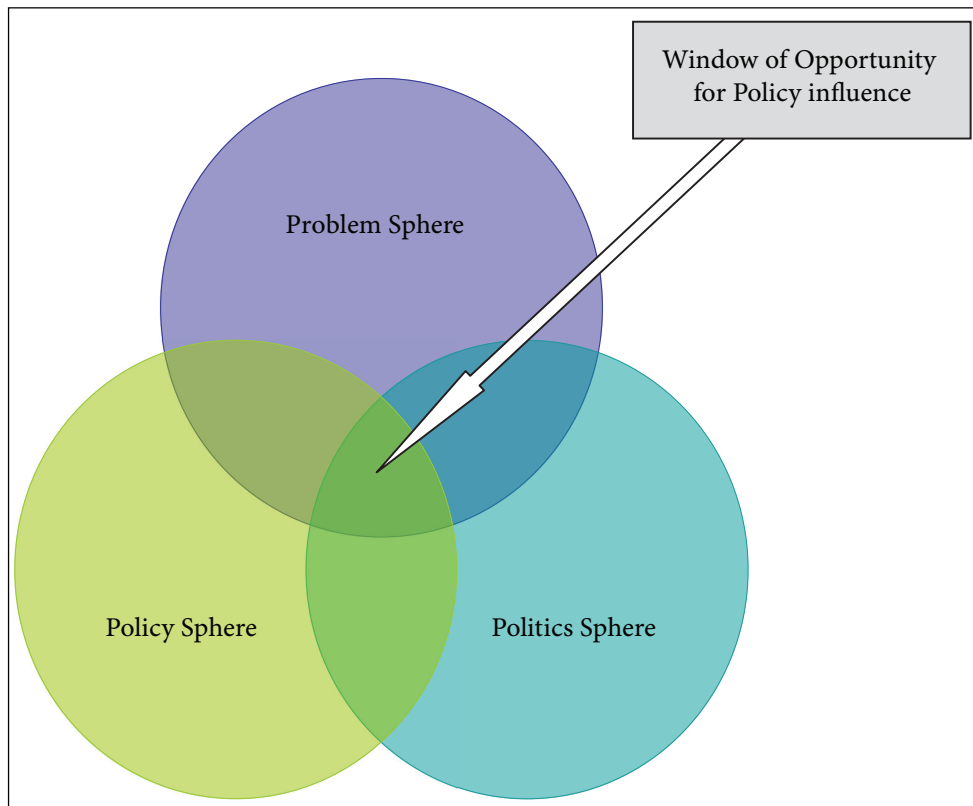 Window of Opportunity
for Policy influence
Problem Sphere
Policy Sphere
Politics Sphere